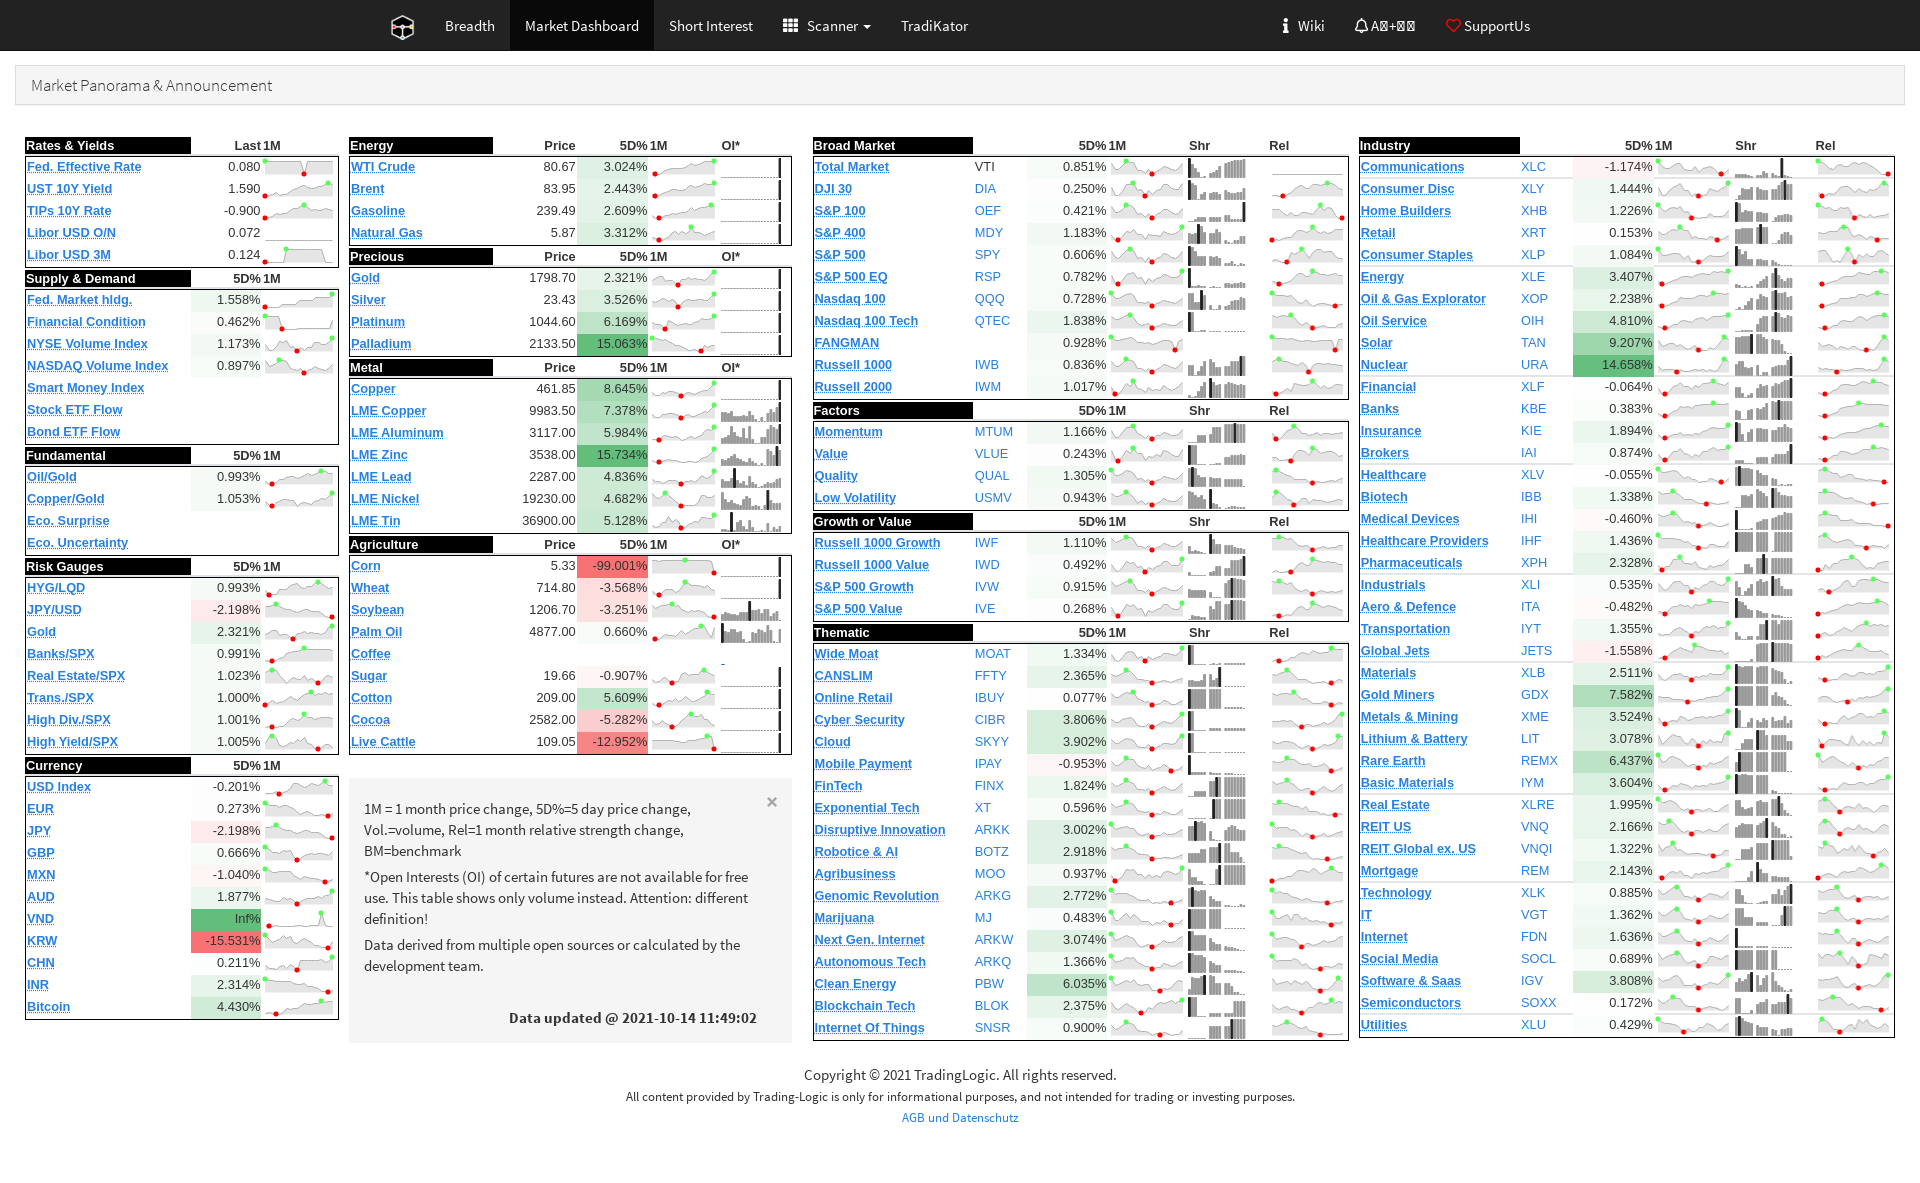 Breadth Market Dashboard Short Interest Scanner TradiKator Wiki SupportUs
Market Panorama & Announcement
Rates & Yields Last 1M
Fed. Effective Rate 0.080
UST 10Y Yield 1.590
TIPs 10Y Rate -0.900
Libor USD O/N 0.072
Libor USD 3M 0.124
Supply & Demand 5D% 1M
Fed. Market hldg. 1.558%
Financial Condition 0.462%
NYSE Volume Index 1.173%
NASDAQ Volume Index 0.897%
Smart Money Index
Stock ETF Flow
Bond ETF Flow
Fundamental 5D% 1M
Oil/Gold 0.993%
Copper/Gold 1.053%
Eco. Surprise
Eco. Uncertainty
Risk Gauges 5D% 1M
HYG/LQD 0.993%
JPY/USD -2.198%
Gold 2.321%
Banks/SPX 0.991%
Real Estate/SPX 1.023%
Trans./SPX 1.000%
High Div./SPX 1.001%
High Yield/SPX 1.005%
Currency 5D% 1M
USD Index -0.201%
EUR 0.273%
JPY -2.198%
GBP 0.666%
MXN -1.040%
AUD 1.877%
VND Inf%
KRW -15.531%
CHN 0.211%
INR 2.314%
Bitcoin 4.430%
Energy Price 5D% 1M OI*
WTI Crude 80.67 3.024%
Brent 83.95 2.443%
Gasoline 239.49 2.609%
Natural Gas 5.87 3.312%
Precious Price 5D% 1M OI*
Gold 1798.70 2.321%
Silver 23.43 3.526%
Platinum 1044.60 6.169%
Palladium 2133.50 15.063%
Metal Price 5D% 1M OI*
Copper 461.85 8.645%
LME Copper 9983.50 7.378%
LME Aluminum 3117.00 5.984%
LME Zinc 3538.00 15.734%
LME Lead 2287.00 4.836%
LME Nickel 19230.00 4.682%
LME Tin 36900.00 5.128%
Agriculture Price 5D% 1M OI*
Corn 5.33 -99.001%
Wheat 714.80 -3.568%
Soybean 1206.70 -3.251%
Palm Oil 4877.00 0.660%
Coffee -
Sugar 19.66 -0.907%
Cotton 209.00 5.609%
Cocoa 2582.00 -5.282%
Live Cattle 109.05 -12.952%
×
1M = 1 month price change, 5D%=5 day price change,
Vol.=volume, Rel=1 month relative strength change,
BM=benchmark
*Open Interests (OI) of certain futures are not available for free
use. This table shows only volume instead. Attention: different
definition!
Data derived from multiple open sources or calculated by the
development team.
Data updated @ 2021-10-14 11:49:02
Broad Market 5D% 1M Shr Rel
Total Market VTI 0.851%
DJI 30 DIA 0.250%
S&P 100 OEF 0.421%
S&P 400 MDY 1.183%
S&P 500 SPY 0.606%
S&P 500 EQ RSP 0.782%
Nasdaq 100 QQQ 0.728%
Nasdaq 100 Tech QTEC 1.838%
FANGMAN 0.928%
Russell 1000 IWB 0.836%
Russell 2000 IWM 1.017%
Factors 5D% 1M Shr Rel
Momentum MTUM 1.166%
Value VLUE 0.243%
Quality QUAL 1.305%
Low Volatility USMV 0.943%
Growth or Value 5D% 1M Shr Rel
Russell 1000 Growth IWF 1.110%
Russell 1000 Value IWD 0.492%
S&P 500 Growth IVW 0.915%
S&P 500 Value IVE 0.268%
Thematic 5D% 1M Shr Rel
Wide Moat MOAT 1.334%
CANSLIM FFTY 2.365%
Online Retail IBUY 0.077%
Cyber Security CIBR 3.806%
Cloud SKYY 3.902%
Mobile Payment IPAY -0.953%
FinTech FINX 1.824%
Exponential Tech XT 0.596%
Disruptive Innovation ARKK 3.002%
Robotice & AI BOTZ 2.918%
Agribusiness MOO 0.937%
Genomic Revolution ARKG 2.772%
Marijuana MJ 0.483%
Next Gen. Internet ARKW 3.074%
Autonomous Tech ARKQ 1.366%
Clean Energy PBW 6.035%
Blockchain Tech BLOK 2.375%
Internet Of Things SNSR 0.900%
Industry 5D% 1M Shr Rel
Communications XLC -1.174%
Consumer Disc XLY 1.444%
Home Builders XHB 1.226%
Retail XRT 0.153%
Consumer Staples XLP 1.084%
Energy XLE 3.407%
Oil & Gas Explorator XOP 2.238%
Oil Service OIH 4.810%
Solar TAN 9.207%
Nuclear URA 14.658%
Financial XLF -0.064%
Banks KBE 0.383%
Insurance KIE 1.894%
Brokers IAI 0.874%
Healthcare XLV -0.055%
Biotech IBB 1.338%
Medical Devices IHI -0.460%
Healthcare Providers IHF 1.436%
Pharmaceuticals XPH 2.328%
Industrials XLI 0.535%
Aero & Defence ITA -0.482%
Transportation IYT 1.355%
Global Jets JETS -1.558%
Materials XLB 2.511%
Gold Miners GDX 7.582%
Metals & Mining XME 3.524%
Lithium & Battery LIT 3.078%
Rare Earth REMX 6.437%
Basic Materials IYM 3.604%
Real Estate XLRE 1.995%
REIT US VNQ 2.166%
REIT Global ex. US VNQI 1.322%
Mortgage REM 2.143%
Technology XLK 0.885%
IT VGT 1.362%
Internet FDN 1.636%
Social Media SOCL 0.689%
Software & Saas IGV 3.808%
Semiconductors SOXX 0.172%
Utilities XLU 0.429%
Copyright © 2021 TradingLogic. All rights reserved.
All content provided by Trading-Logic is only for informational purposes, and not intended for trading or investing purposes.
AGB und Datenschutz